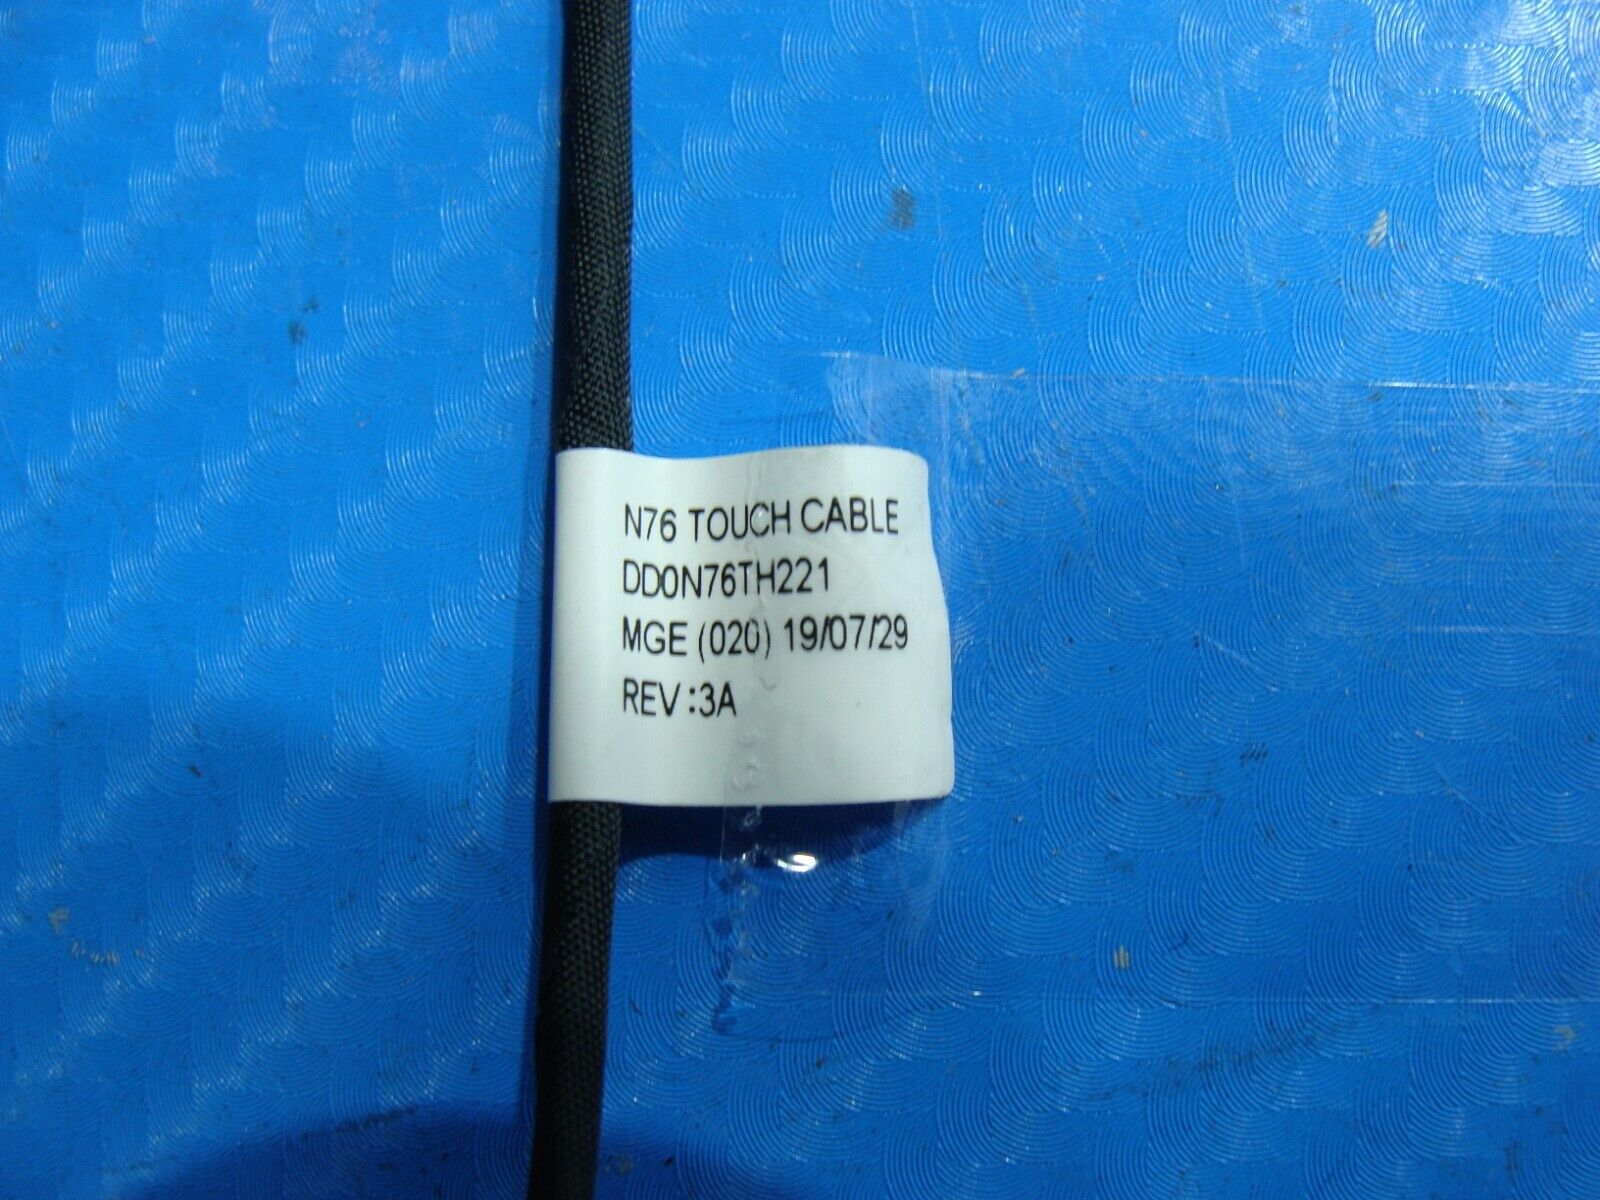 N76 TOUCH CABLE
DD0N76TH221
MGE (020) 19/07/29
REV :3A